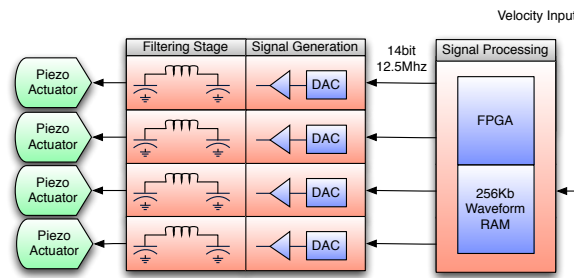 Velocity Input
Filtering Stage
Signal Generation
14bit
12.5Mhz
Signal Processing
Piezo
Actuator
DAC
Piezo
Actuator
DAC
FPGA
Piezo
Actuator
DAC
256Kb
Waveform
RAM
Piezo
Actuator
DAC